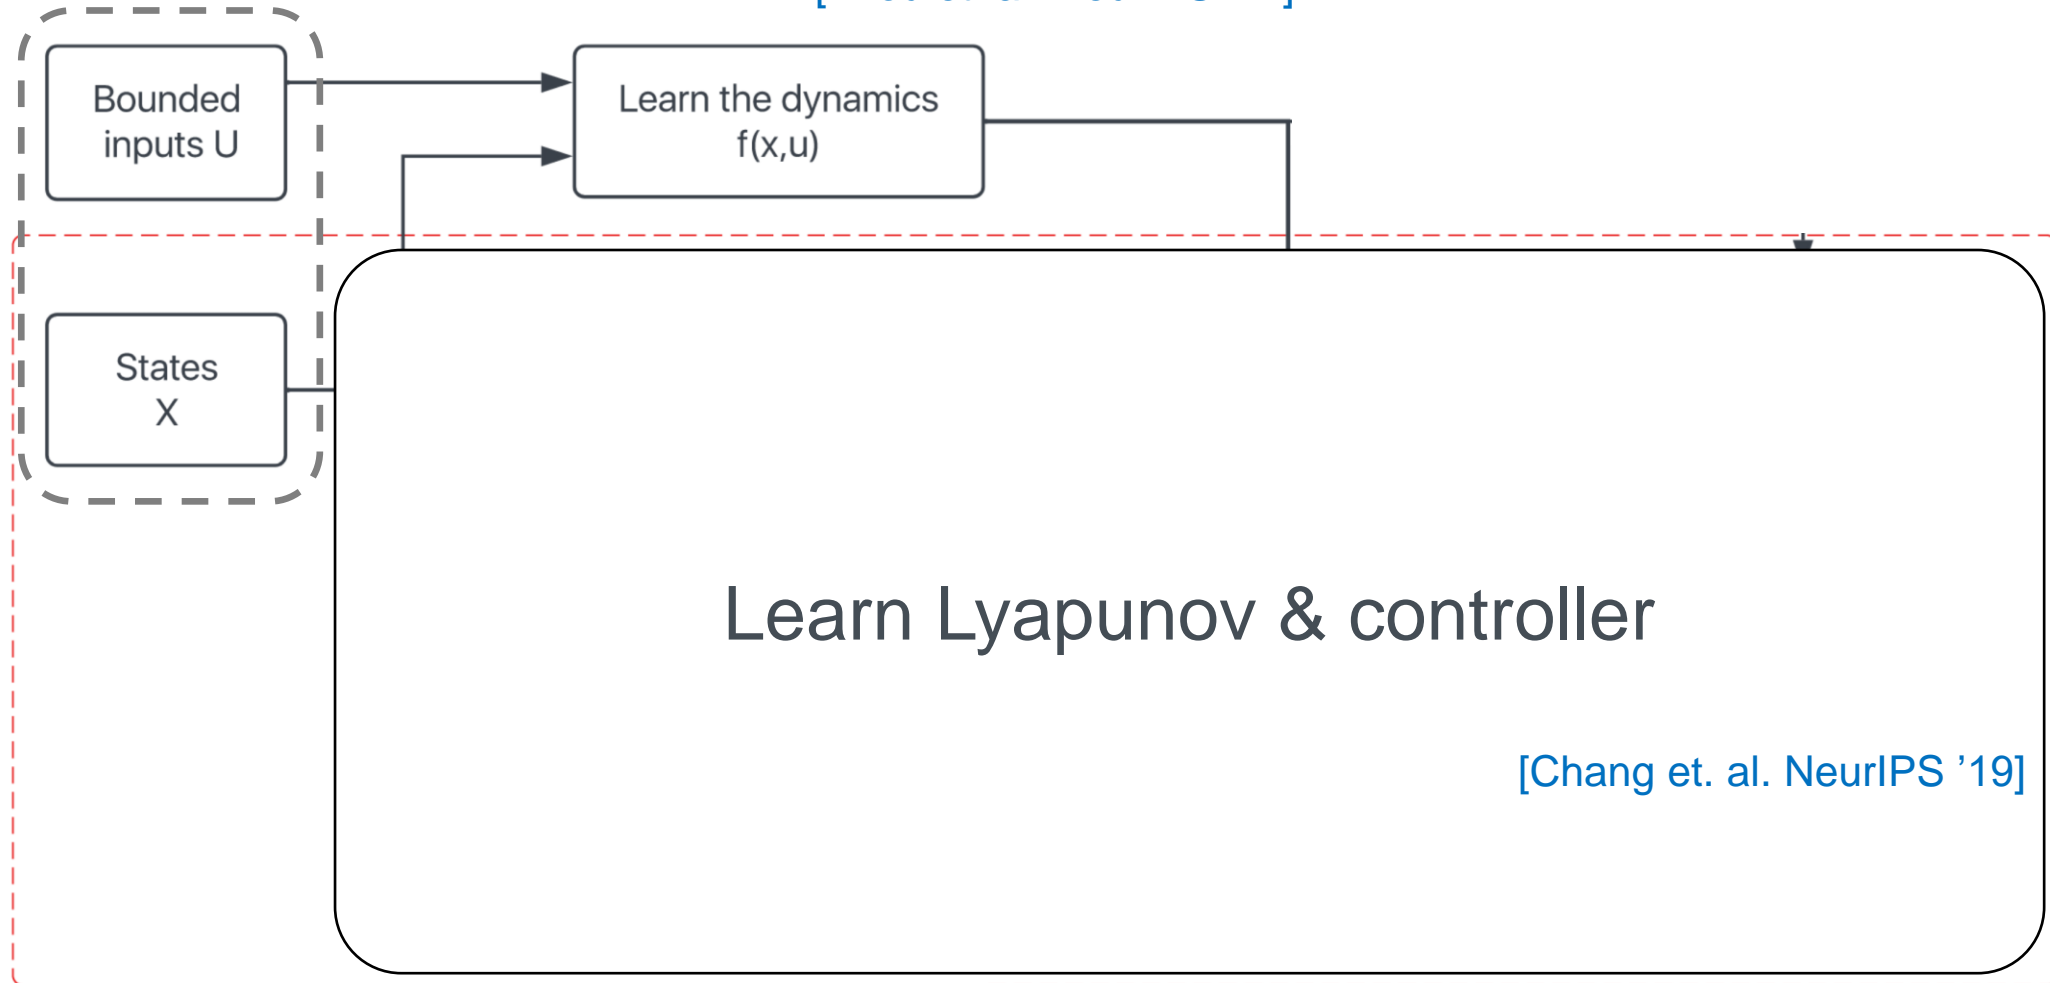 Bounded
inputs U
Learn the dynamics
f(x,u)
States
X
Learn Lyapunov & controller
[Chang et. al. NeurIPS ’19]